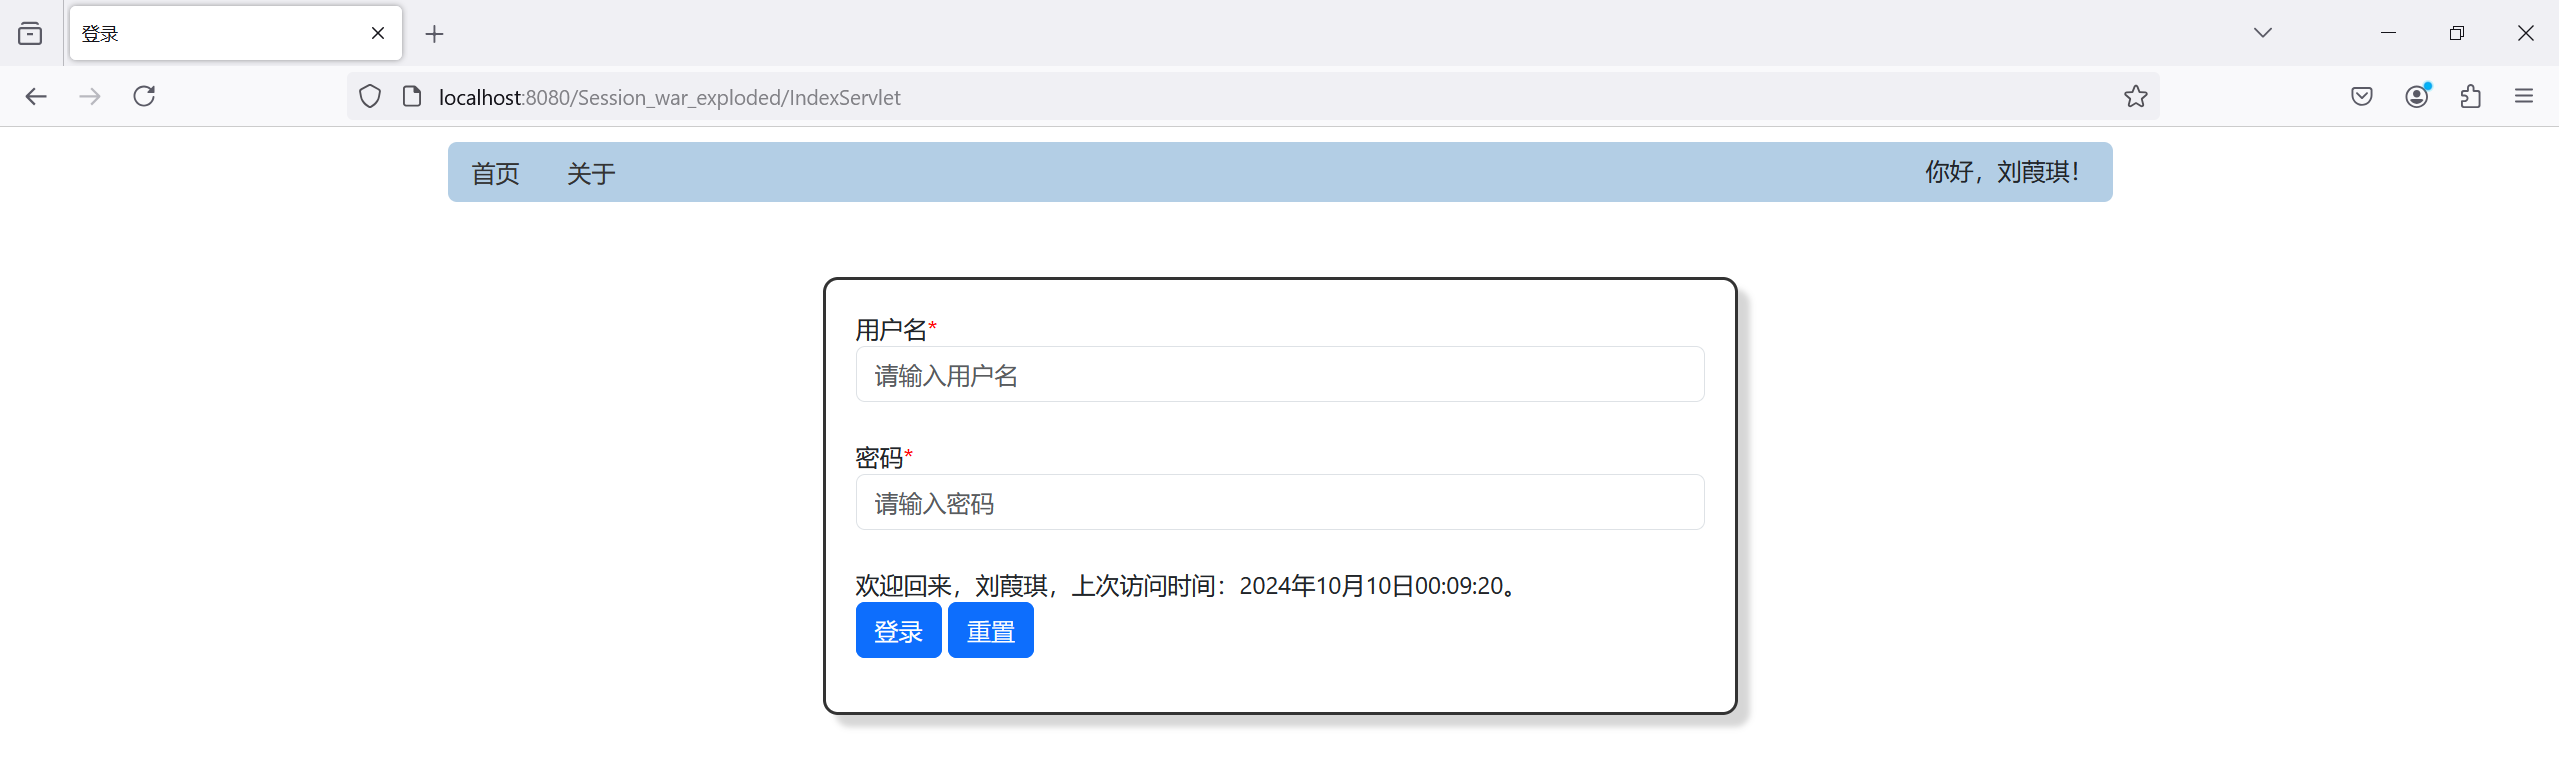 登录
localhost:8080/Session_war_exploded/IndexServlet
首页 关于 你好，刘葭琪！
用户名*
请输入用户名
密码*
请输入密码
欢迎回来，刘葭琪，上次访问时间：2024年10月10日00:09:20。
登录 重置